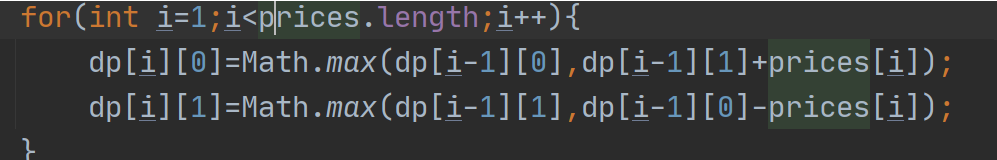 for(int i=1;i<prices.length;i++){
dp[i][0]=Math.max(dp[i-1][0],dp[i-1][1]+prices[i]);
dp[i][1]=Math.max(dp[i-1][1],dp[i-1][0]-prices[i]);
}